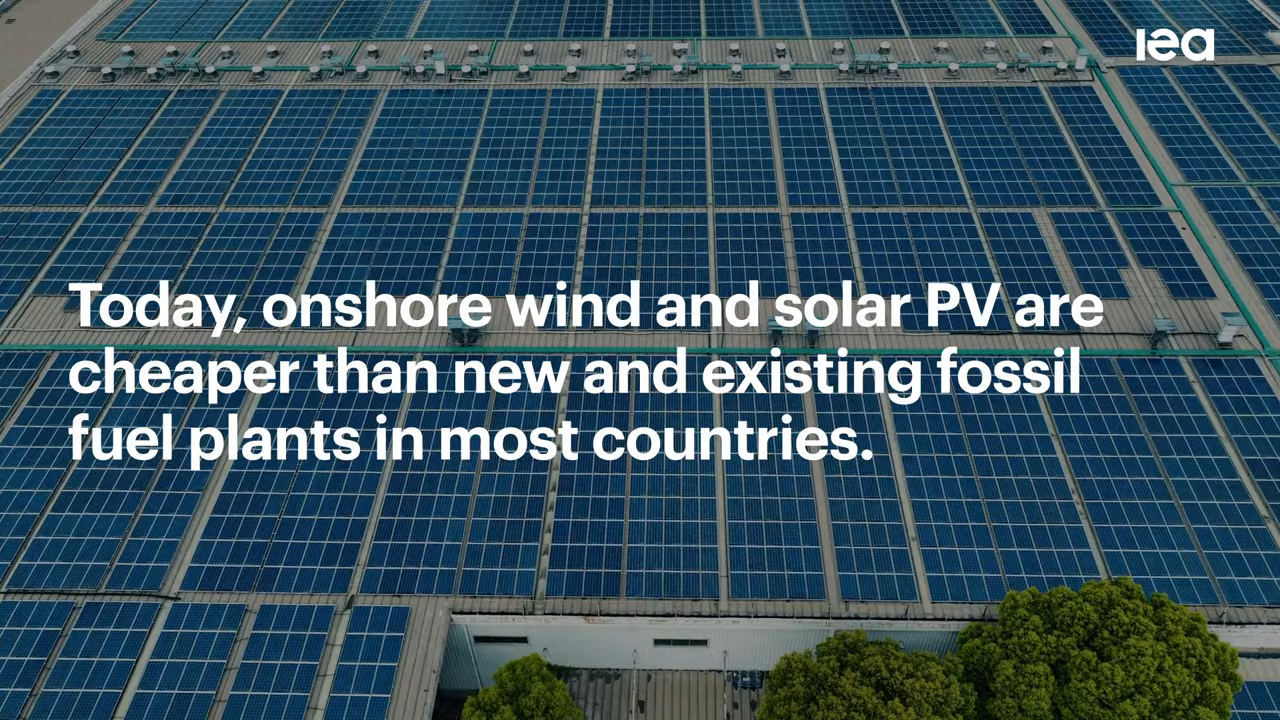 iea
Today, onshore wind and solar PV are
cheaper than new and existing fossil
fuel plants in most countries.